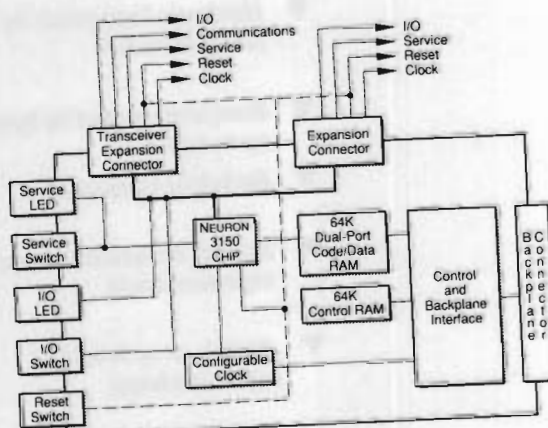 I/O
Communications
Service
Reset
Clock
I/O
Service
Reset
Clock
Transceiver
Expansion
Connector
Expansion
Connector
Service
LED
Service
Switch
I/O
LED
I/O
Switch
Reset
Switch
NEURON
3150
CHIP
Configurable
Clock
64K
Dual-Port
Code/Data
RAM
64K
Control RAM
Control
and
Backplane
Interface
Backplane
Connector